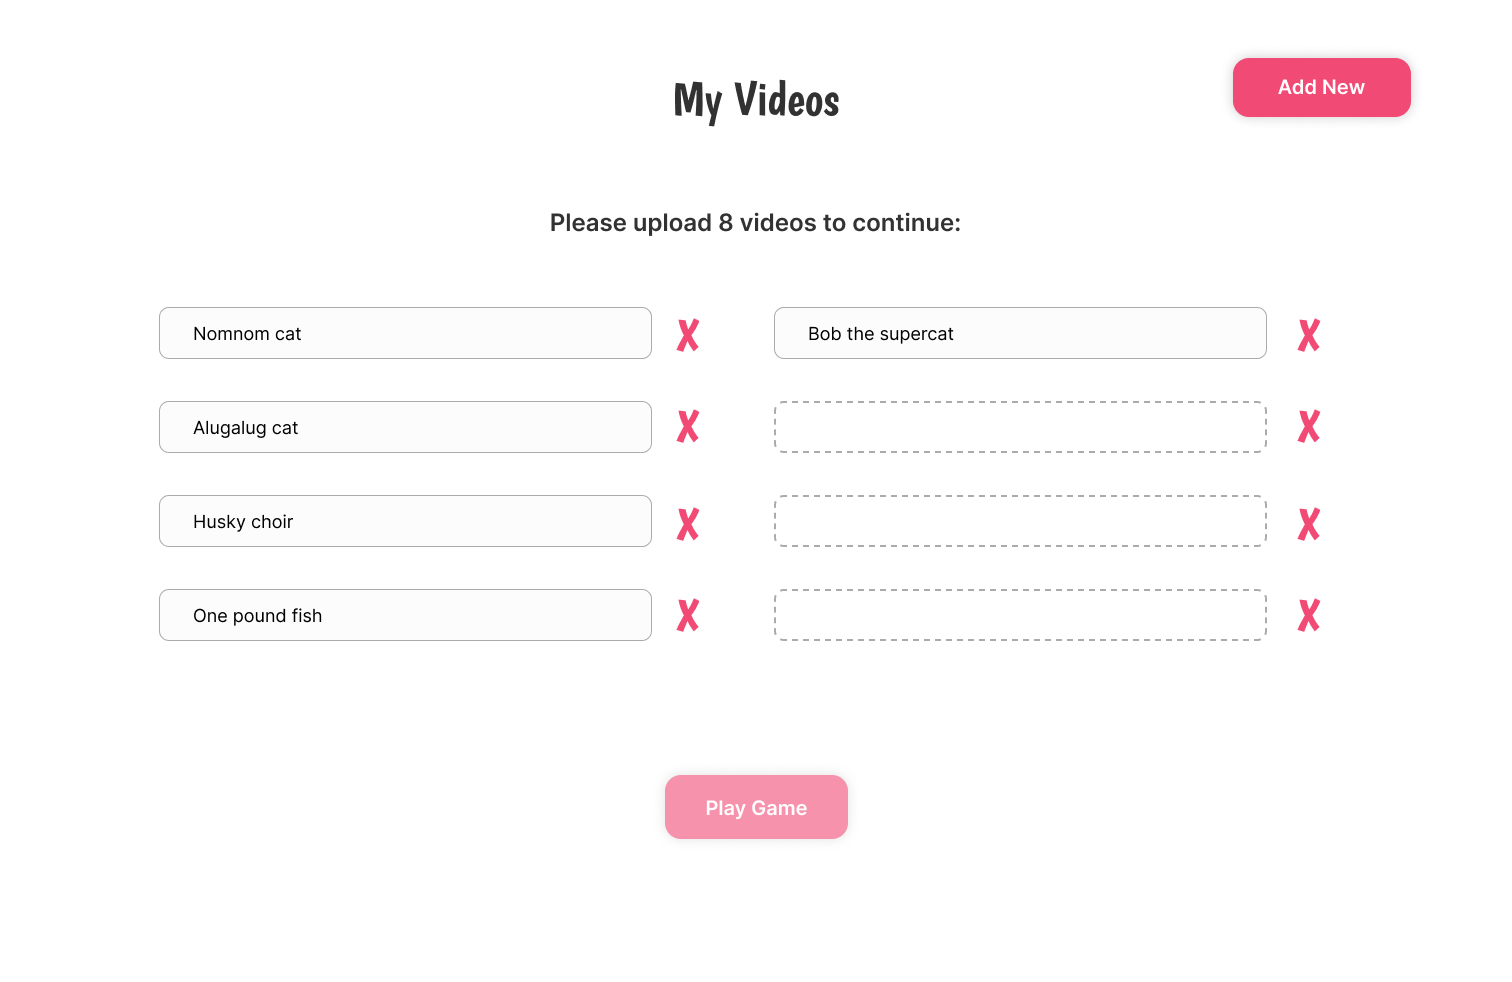 My Videos
Add New
Please upload 8 videos to continue:
Nomnom cat
Bob the supercat
Alugalug cat
Husky choir
One pound fish
Play Game